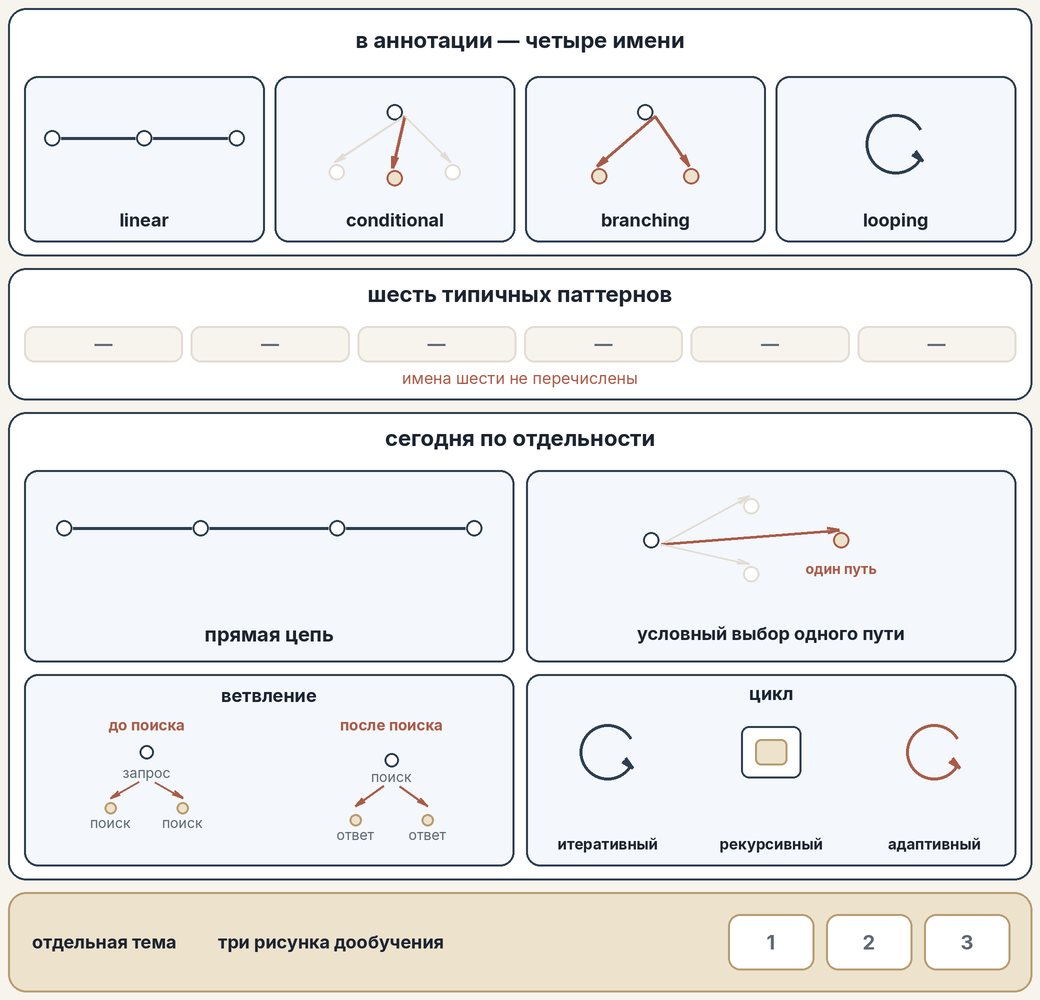 в аннотации — четыре имени
linear
conditional
branching
looping
шесть типичных паттернов
— — — — — —
имена шести не перечислены
сегодня по отдельности
прямая цепь
один путь
условный выбор одного пути
ветвление
до поиска
после поиска
запрос
поиск
поиск
поиск
ответ
ответ
цикл
итеративный
рекурсивный
адаптивный
отдельная тема
три рисунка дообучения
1
2
3